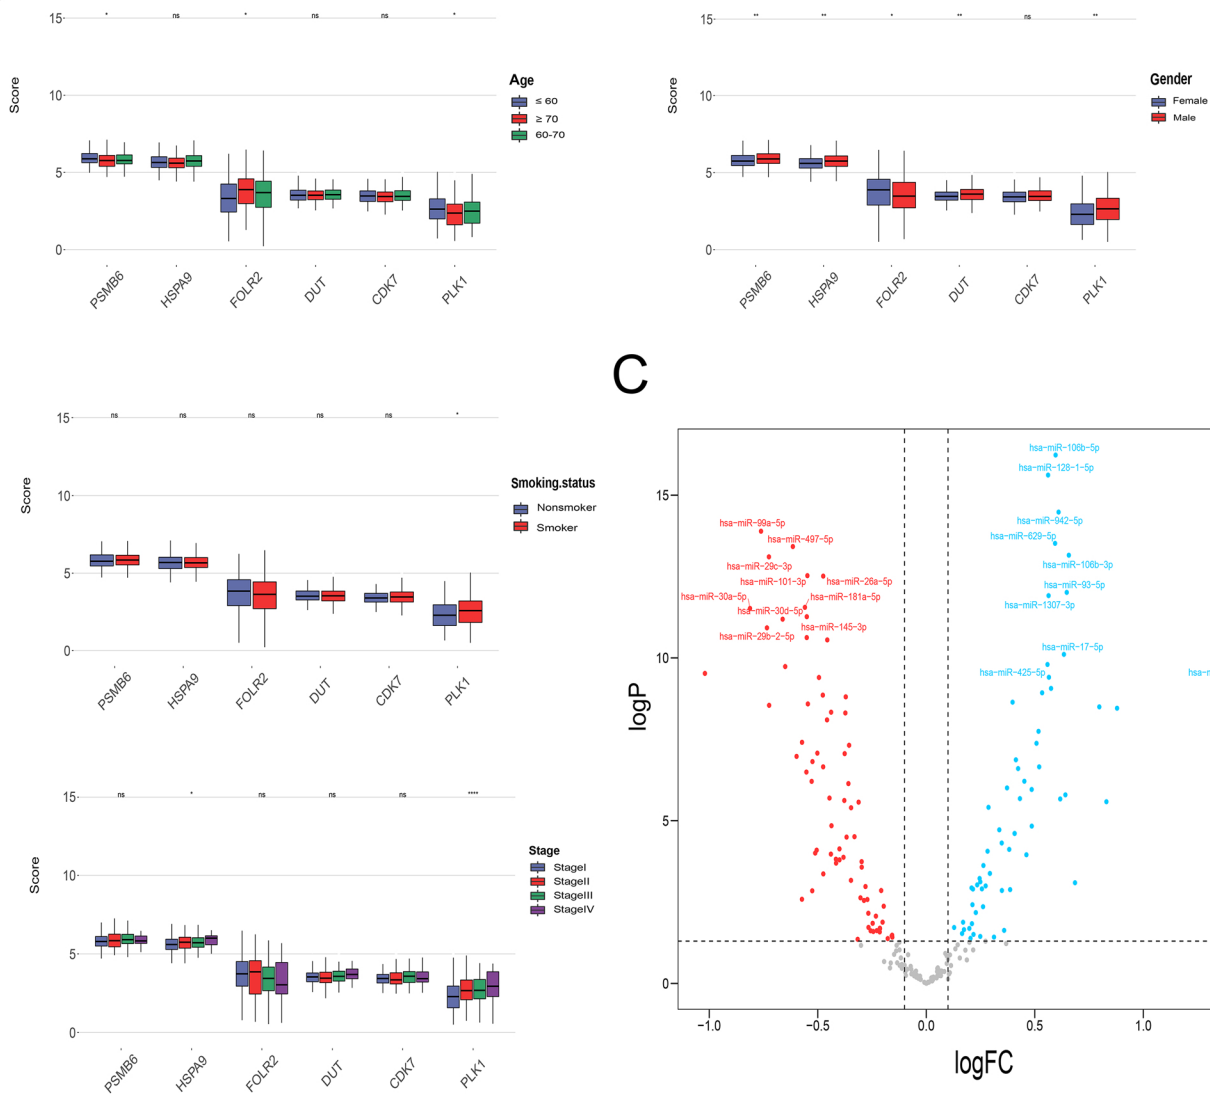 15
*
ns
*
ns
ns
*
10
5
0
Score
Age
≤ 60
≥ 70
60-70
PSMB6
HSPA9
FOLR2
DUT
CDK7
PLK1
15
**
**
*
**
ns
**
10
5
0
Score
Gender
Female
Male
PSMB6
HSPA9
FOLR2
DUT
CDK7
PLK1
15
ns
ns
ns
ns
ns
*
10
5
0
Score
Smoking.status
Nonsmoker
Smoker
PSMB6
HSPA9
FOLR2
DUT
CDK7
PLK1
15
ns
*
ns
ns
ns
****
10
5
0
Score
Stage
StageI
StageII
StageIII
StageIV
PSMB6
HSPA9
FOLR2
DUT
CDK7
PLK1
C
hsa−miR−106b−5p
hsa−miR−128−1−5p
hsa−miR−942−5p
hsa−miR−629−5p
hsa−miR−106b−3p
hsa−miR−93−5p
hsa−miR−1307−3p
hsa−miR−17−5p
hsa−miR−425−5p
hsa−
hsa−miR−99a−5p
hsa−miR−497−5p
hsa−miR−29c−3p
hsa−miR−101−3p
hsa−miR−26a−5p
hsa−miR−30a−5p
hsa−miR−181a−5p
hsa−miR−30d−5p
hsa−miR−145−3p
hsa−miR−29b−2−5p
15
10
5
0
logP
−1.0
−0.5
0.0
0.5
1.0
logFC